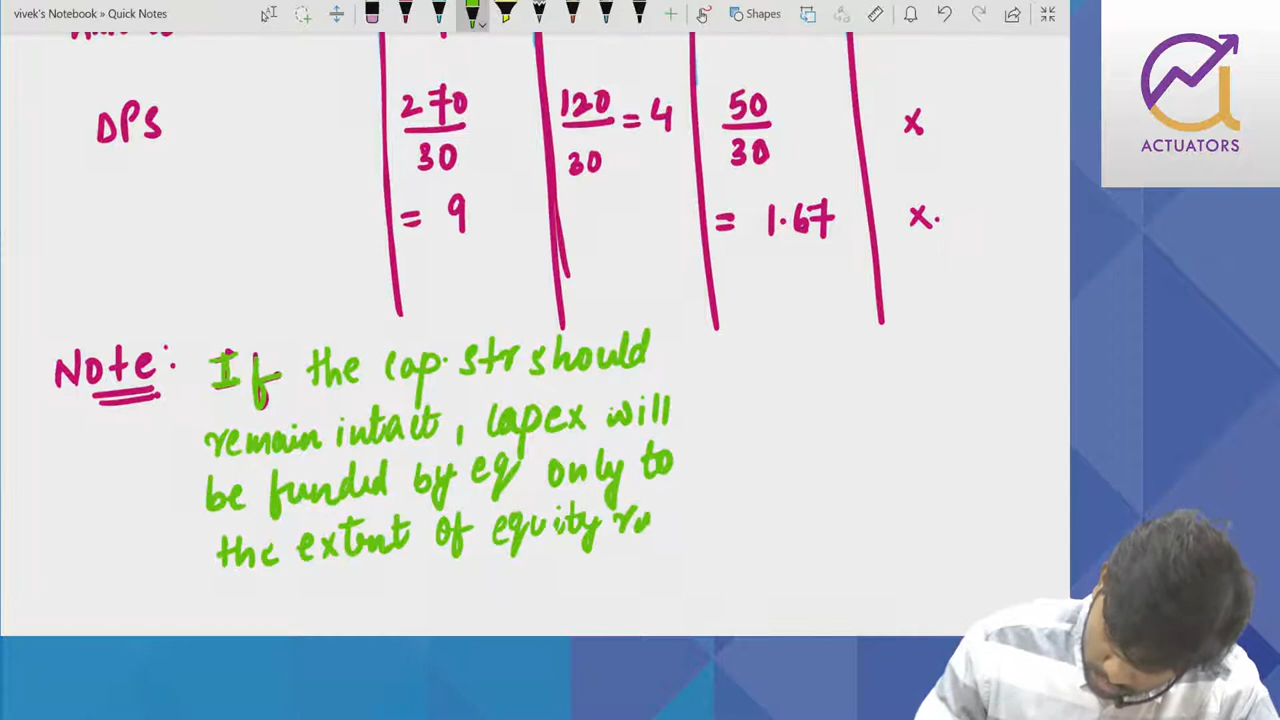 vivek's Notebook » Quick Notes
Shapes
ACTUATORS
DPS 270/30 120/30 = 4 50/30 x
= 9 = 1.67 x.
Note: If the cap. str should
remain intact, capex will
be funded by eq only to
the extent of equity